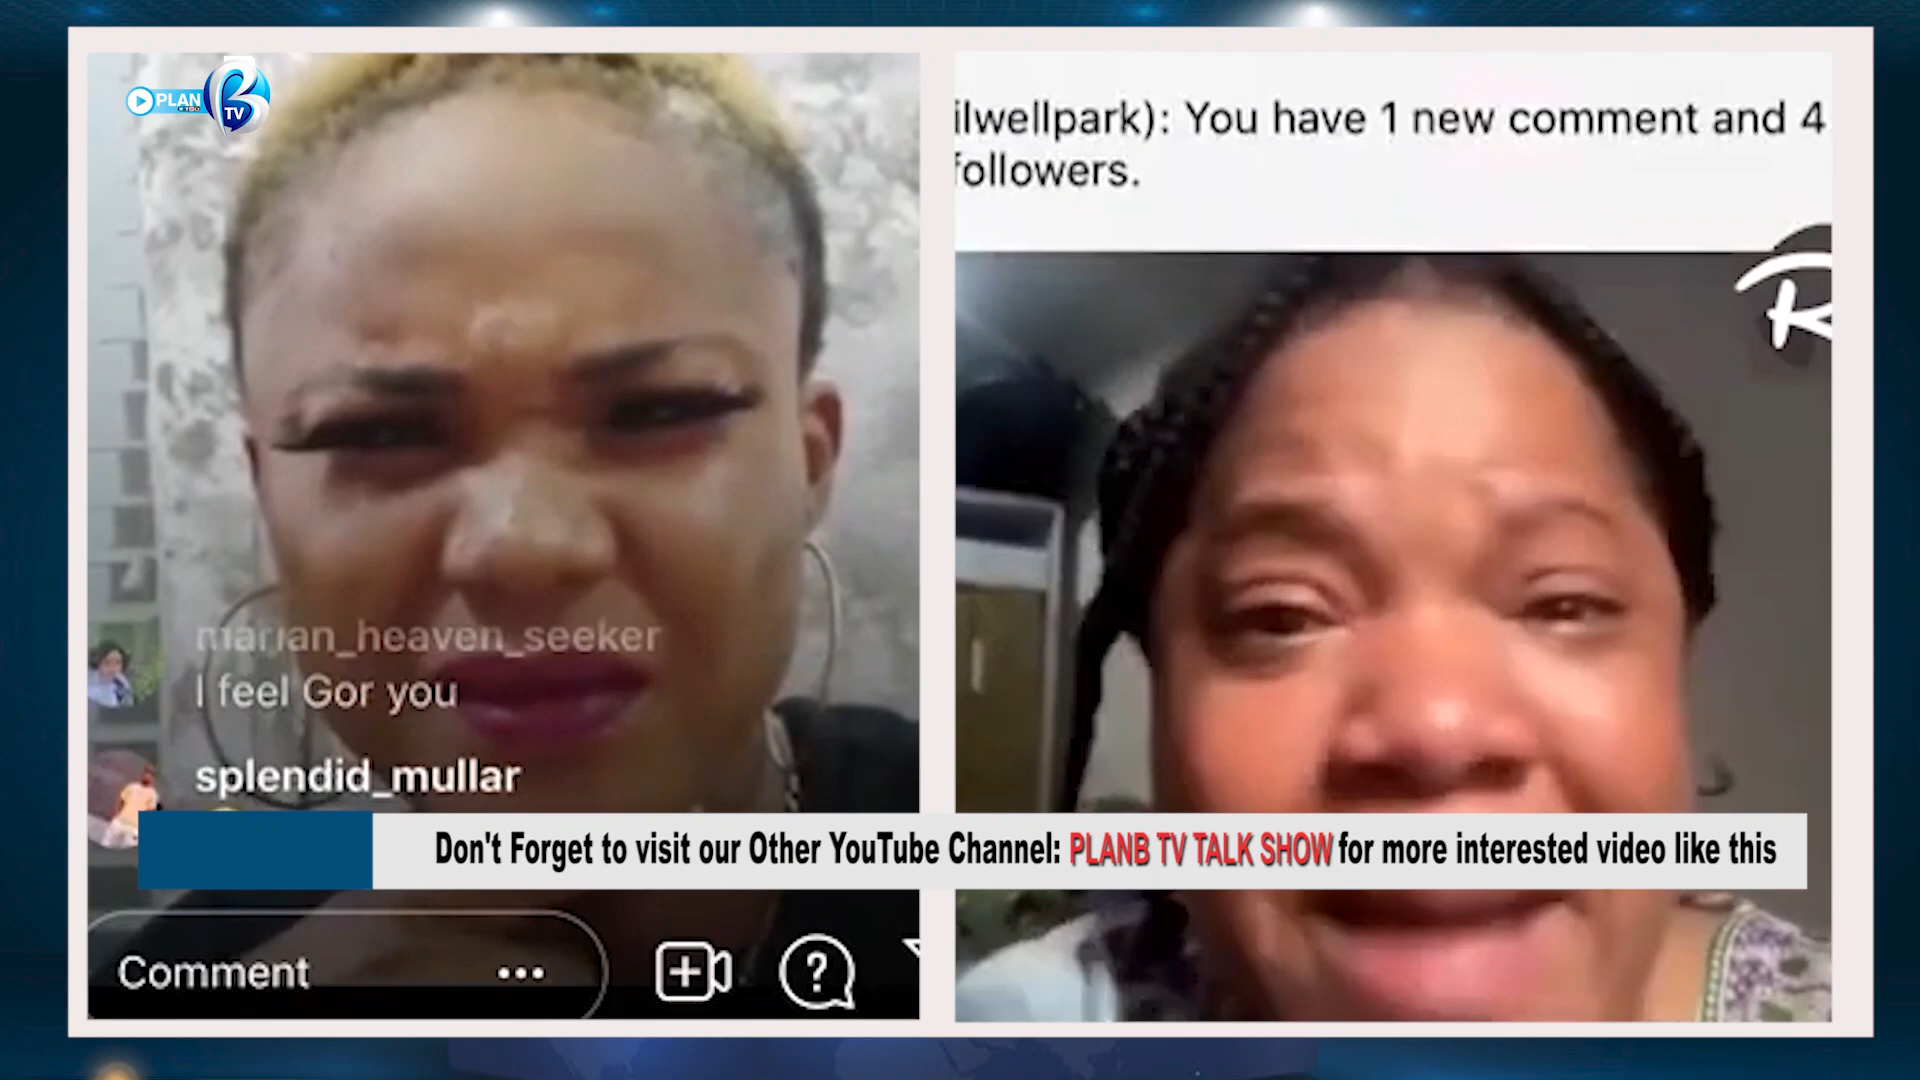 PLAN
B
TV
ilwellpark): You have 1 new comment and 4
followers.
R
marian_heaven_seeker
I feel Gor you
splendid_mullar
Don't Forget to visit our Other YouTube Channel: PLANB TV TALK SHOW for more interested video like this
Comment